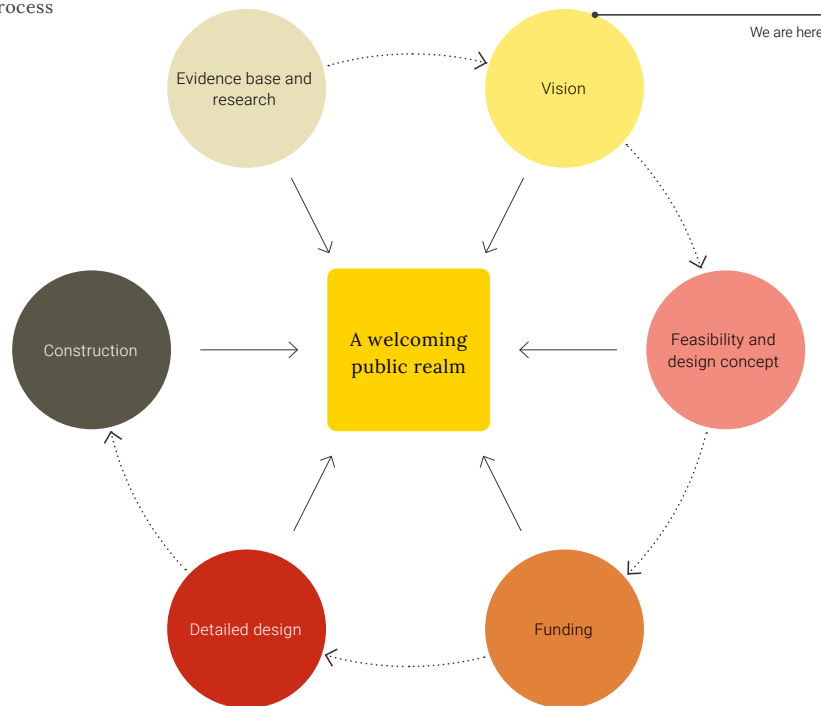 rocess
We are here
Evidence base and
research
Vision
Construction
A welcoming
public realm
Feasibility and
design concept
Detailed design
Funding